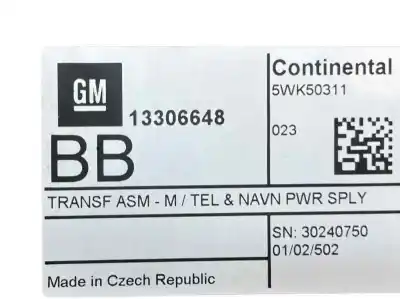 GM
13306648
BB
Continental
5WK50311
023
TRANSF ASM - M / TEL & NAVN PWR SPLY
SN: 30240750
01/02/502
Made in Czech Republic